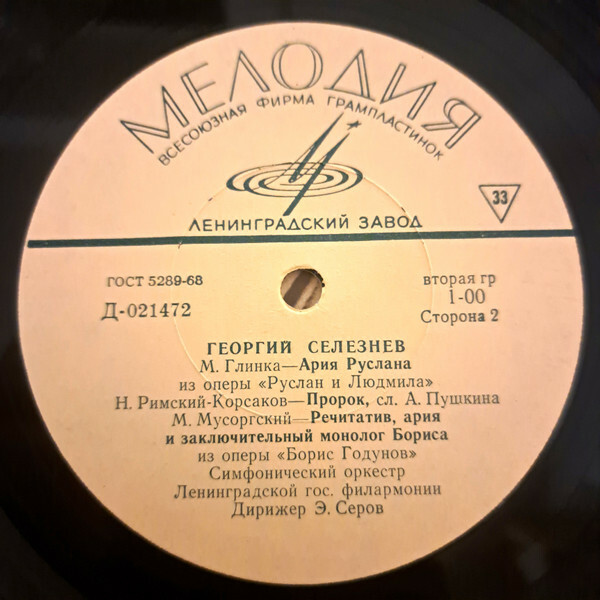 МЕЛОДИЯ
ВСЕСОЮЗНАЯ ФИРМА ГРАМПЛАСТИНОК
33
ЛЕНИНГРАДСКИЙ ЗАВОД
ГОСТ 5289-68
вторая гр
Д-021472
1-00
Сторона 2
ГЕОРГИЙ СЕЛЕЗНЕВ
М. Глинка—Ария Руслана
из оперы «Руслан и Людмила»
Н. Римский-Корсаков—Пророк, сл. А. Пушкина
М. Мусоргский—Речитатив, ария
и заключительный монолог Бориса
из оперы «Борис Годунов»
Симфонический оркестр
Ленинградской гос. филармонии
Дирижер Э. Серов